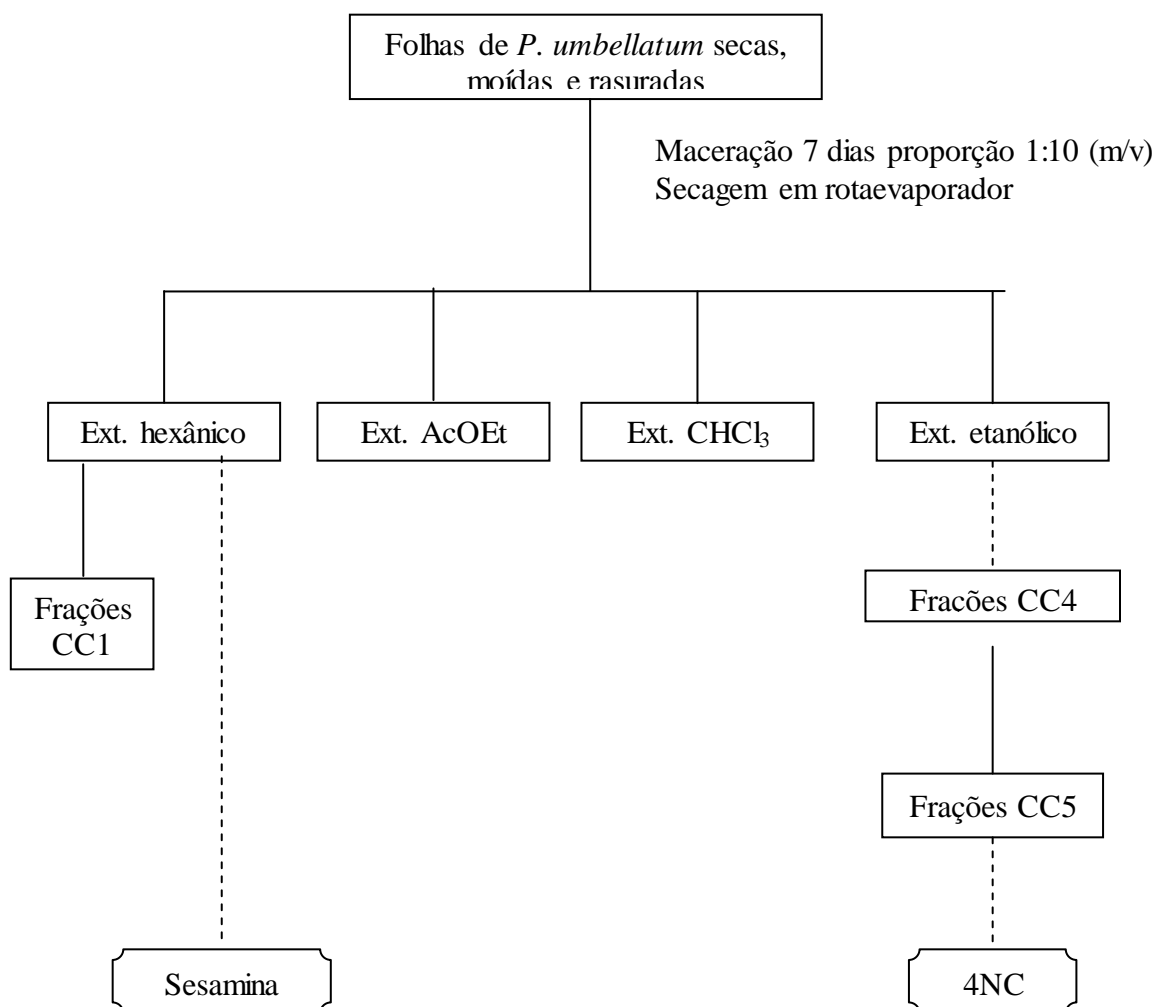 Folhas de P. umbellatum secas,
moídas e rasuradas
Maceração 7 dias proporção 1:10 (m/v)
Secagem em rotaevaporador
Ext. hexânico
Ext. AcOEt
Ext. CHCl₃
Ext. etanólico
Frações
CC1
Fracões CC4
Frações CC5
Sesamina
4NC